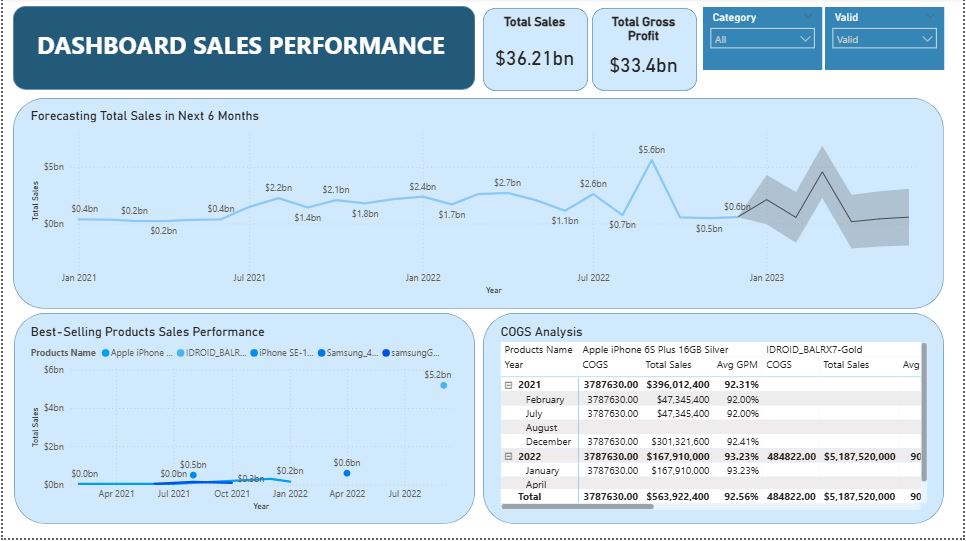 DASHBOARD SALES PERFORMANCE
Total Sales
$36.21bn
Total Gross
Profit
$33.4bn
Category
All
Valid
Valid
Forecasting Total Sales in Next 6 Months
Total Sales
$5bn
$0bn
$0.4bn
$0.2bn
$0.2bn
$0.4bn
$2.2bn
$1.4bn
$2.1bn
$1.8bn
$2.4bn
$1.7bn
$2.7bn
$1.1bn
$2.6bn
$0.7bn
$5.6bn
$0.5bn
$0.6bn
Jan 2021 Jul 2021 Jan 2022 Jul 2022 Jan 2023
Year
Best-Selling Products Sales Performance
Products Name Apple iPhone ... IDROID_BALR... iPhone SE-1... Samsung_4... samsungG...
Total Sales
$6bn
$4bn
$2bn
$0bn
$0.0bn
$0.0bn
$0.5bn
$0.3bn
$0.2bn
$0.6bn
$5.2bn
Apr 2021 Jul 2021 Oct 2021 Jan 2022 Apr 2022 Jul 2022
Year
COGS Analysis
Products Name Apple iPhone 6S Plus 16GB Silver IDROID_BALRX7-Gold
Year COGS Total Sales Avg GPM COGS Total Sales Avg
2021 3787630.00 $396,012,400 92.31%
February 3787630.00 $47,345,400 92.00%
July 3787630.00 $47,345,400 92.00%
August
December 3787630.00 $301,321,600 92.41%
2022 3787630.00 $167,910,000 93.23% 484822.00 $5,187,520,000 90
January 3787630.00 $167,910,000 93.23%
April
Total 3787630.00 $563,922,400 92.56% 484822.00 $5,187,520,000 90